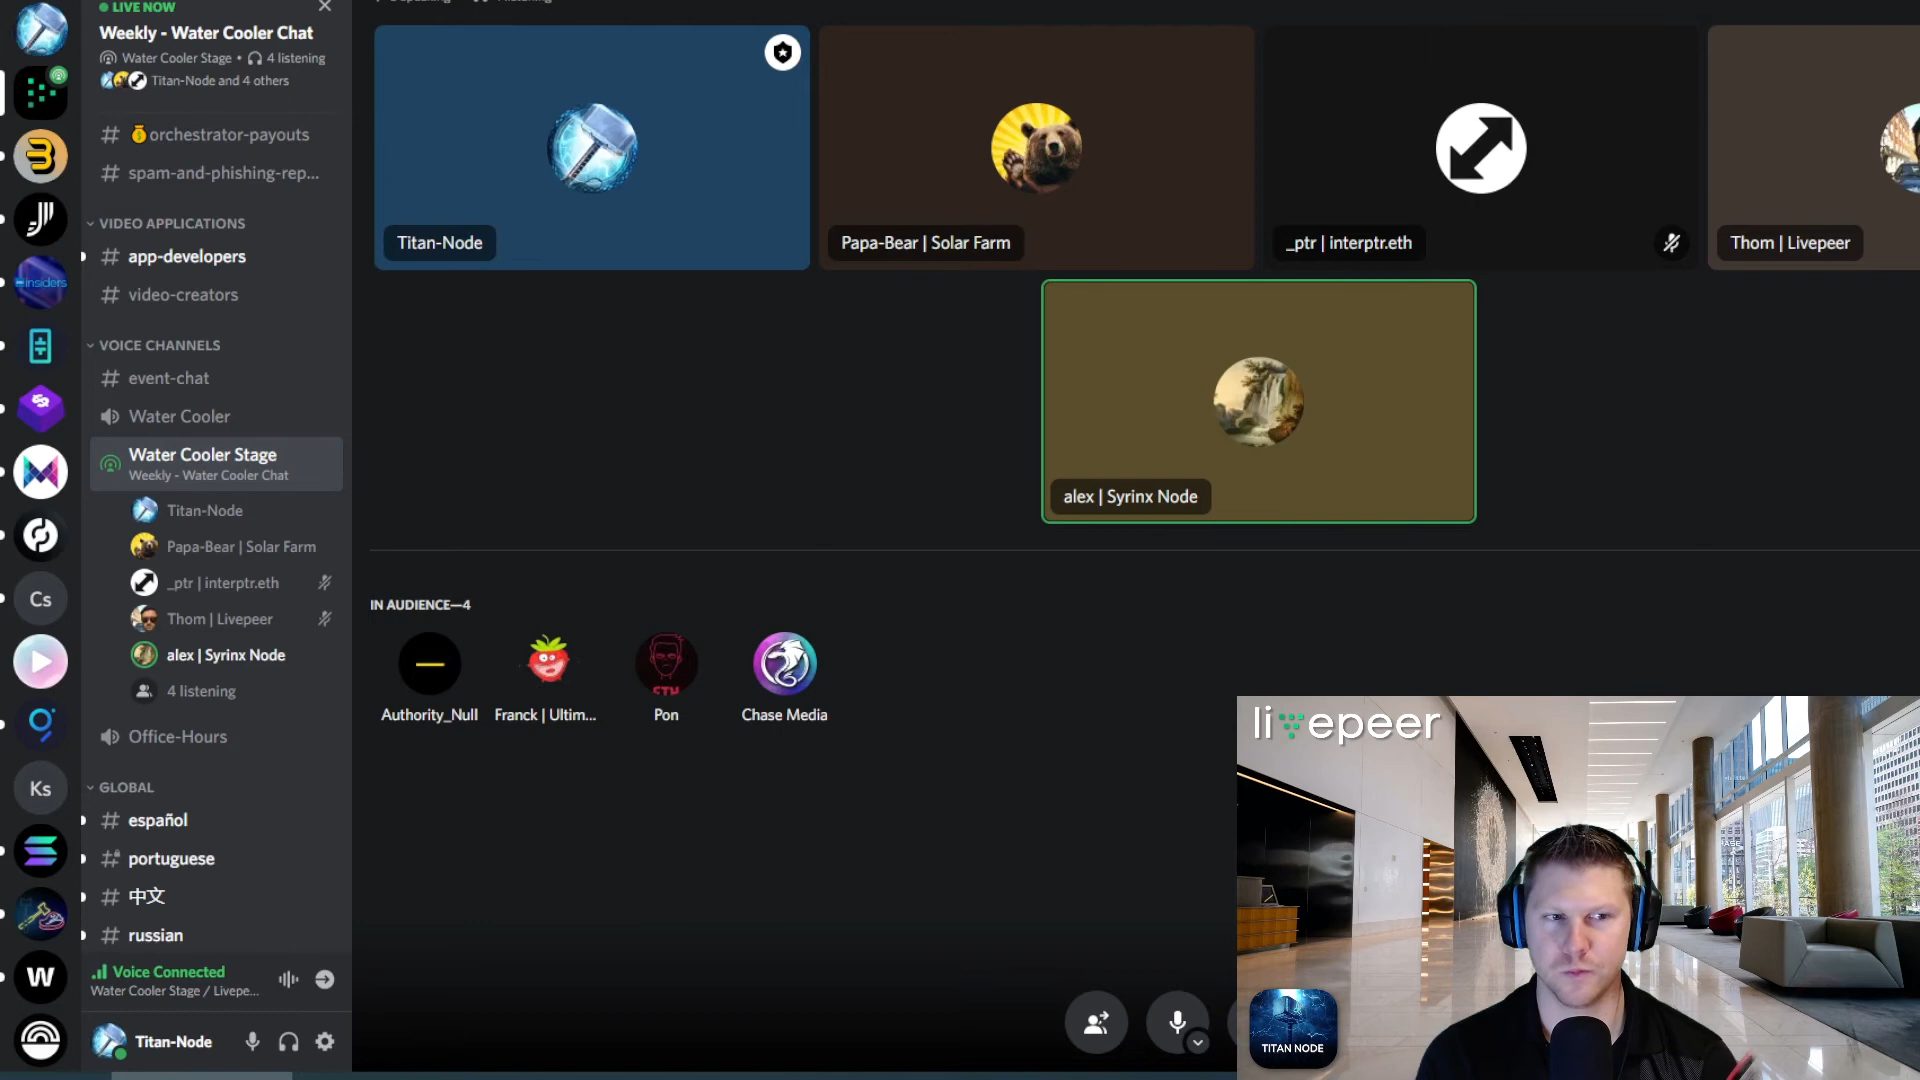 LIVE NOW
Weekly - Water Cooler Chat
Water Cooler Stage • 4 listening
Titan-Node and 4 others
orchestrator-payouts
spam-and-phishing-rep...
VIDEO APPLICATIONS
app-developers
video-creators
VOICE CHANNELS
event-chat
Water Cooler
Water Cooler Stage
Weekly - Water Cooler Chat
Titan-Node
Papa-Bear | Solar Farm
_ptr | interptr.eth
Thom | Livepeer
alex | Syrinx Node
4 listening
Office-Hours
GLOBAL
español
portuguese
中文
russian
Voice Connected
Water Cooler Stage / Livepe...
Titan-Node
insiders
Cs
Ks
W
Titan-Node
Papa-Bear | Solar Farm
_ptr | interptr.eth
Thom | Livepeer
alex | Syrinx Node
IN AUDIENCE—4
Authority_Null
Franck | Ultim...
Pon
Chase Media
livepeer
TITAN NODE